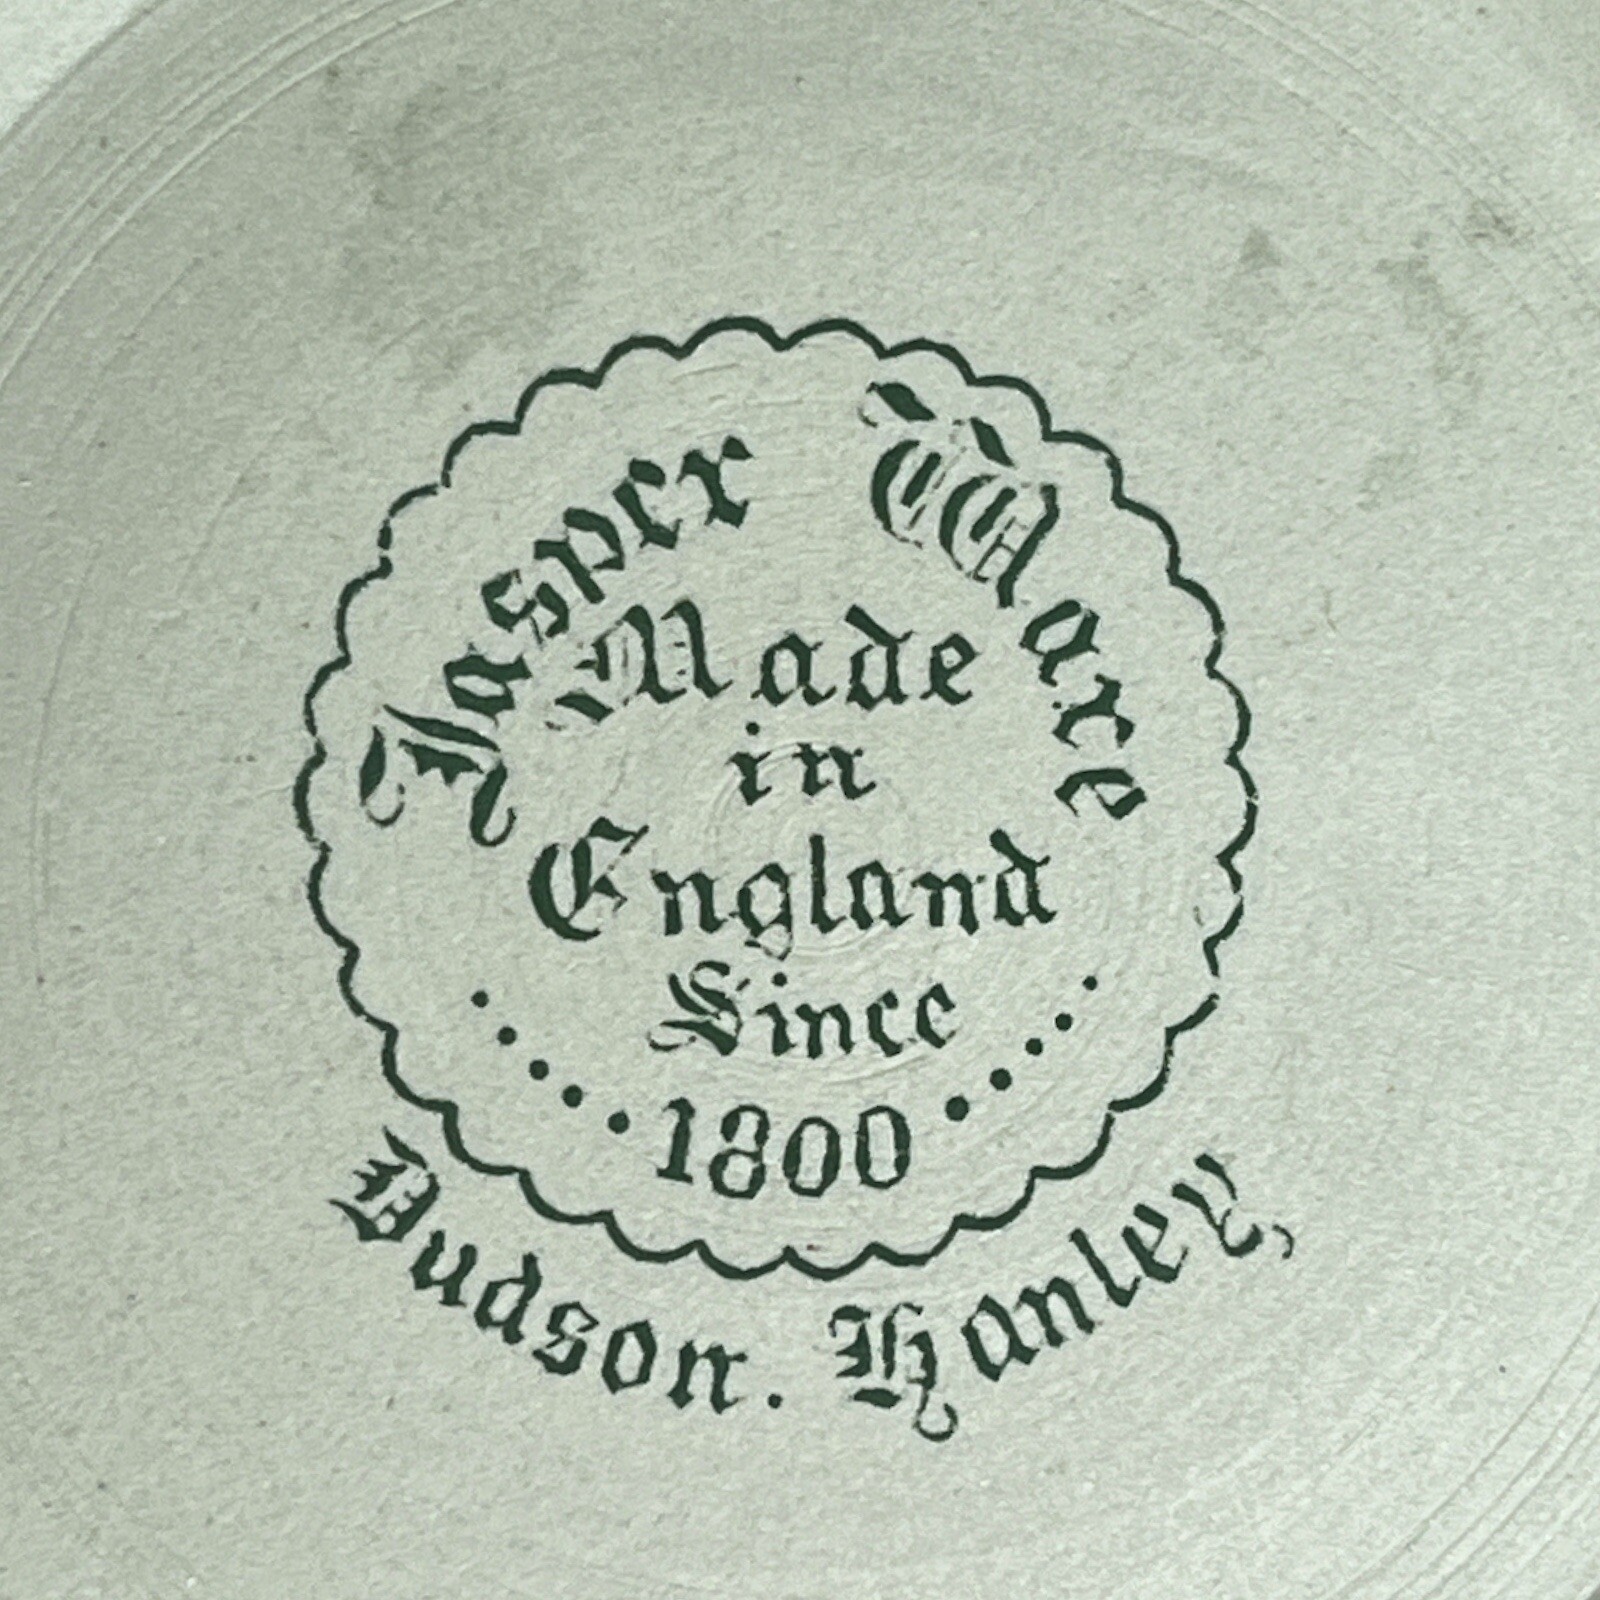 Jasper Ware
Made
in
England
Since
1800
Dudson. Hanley,